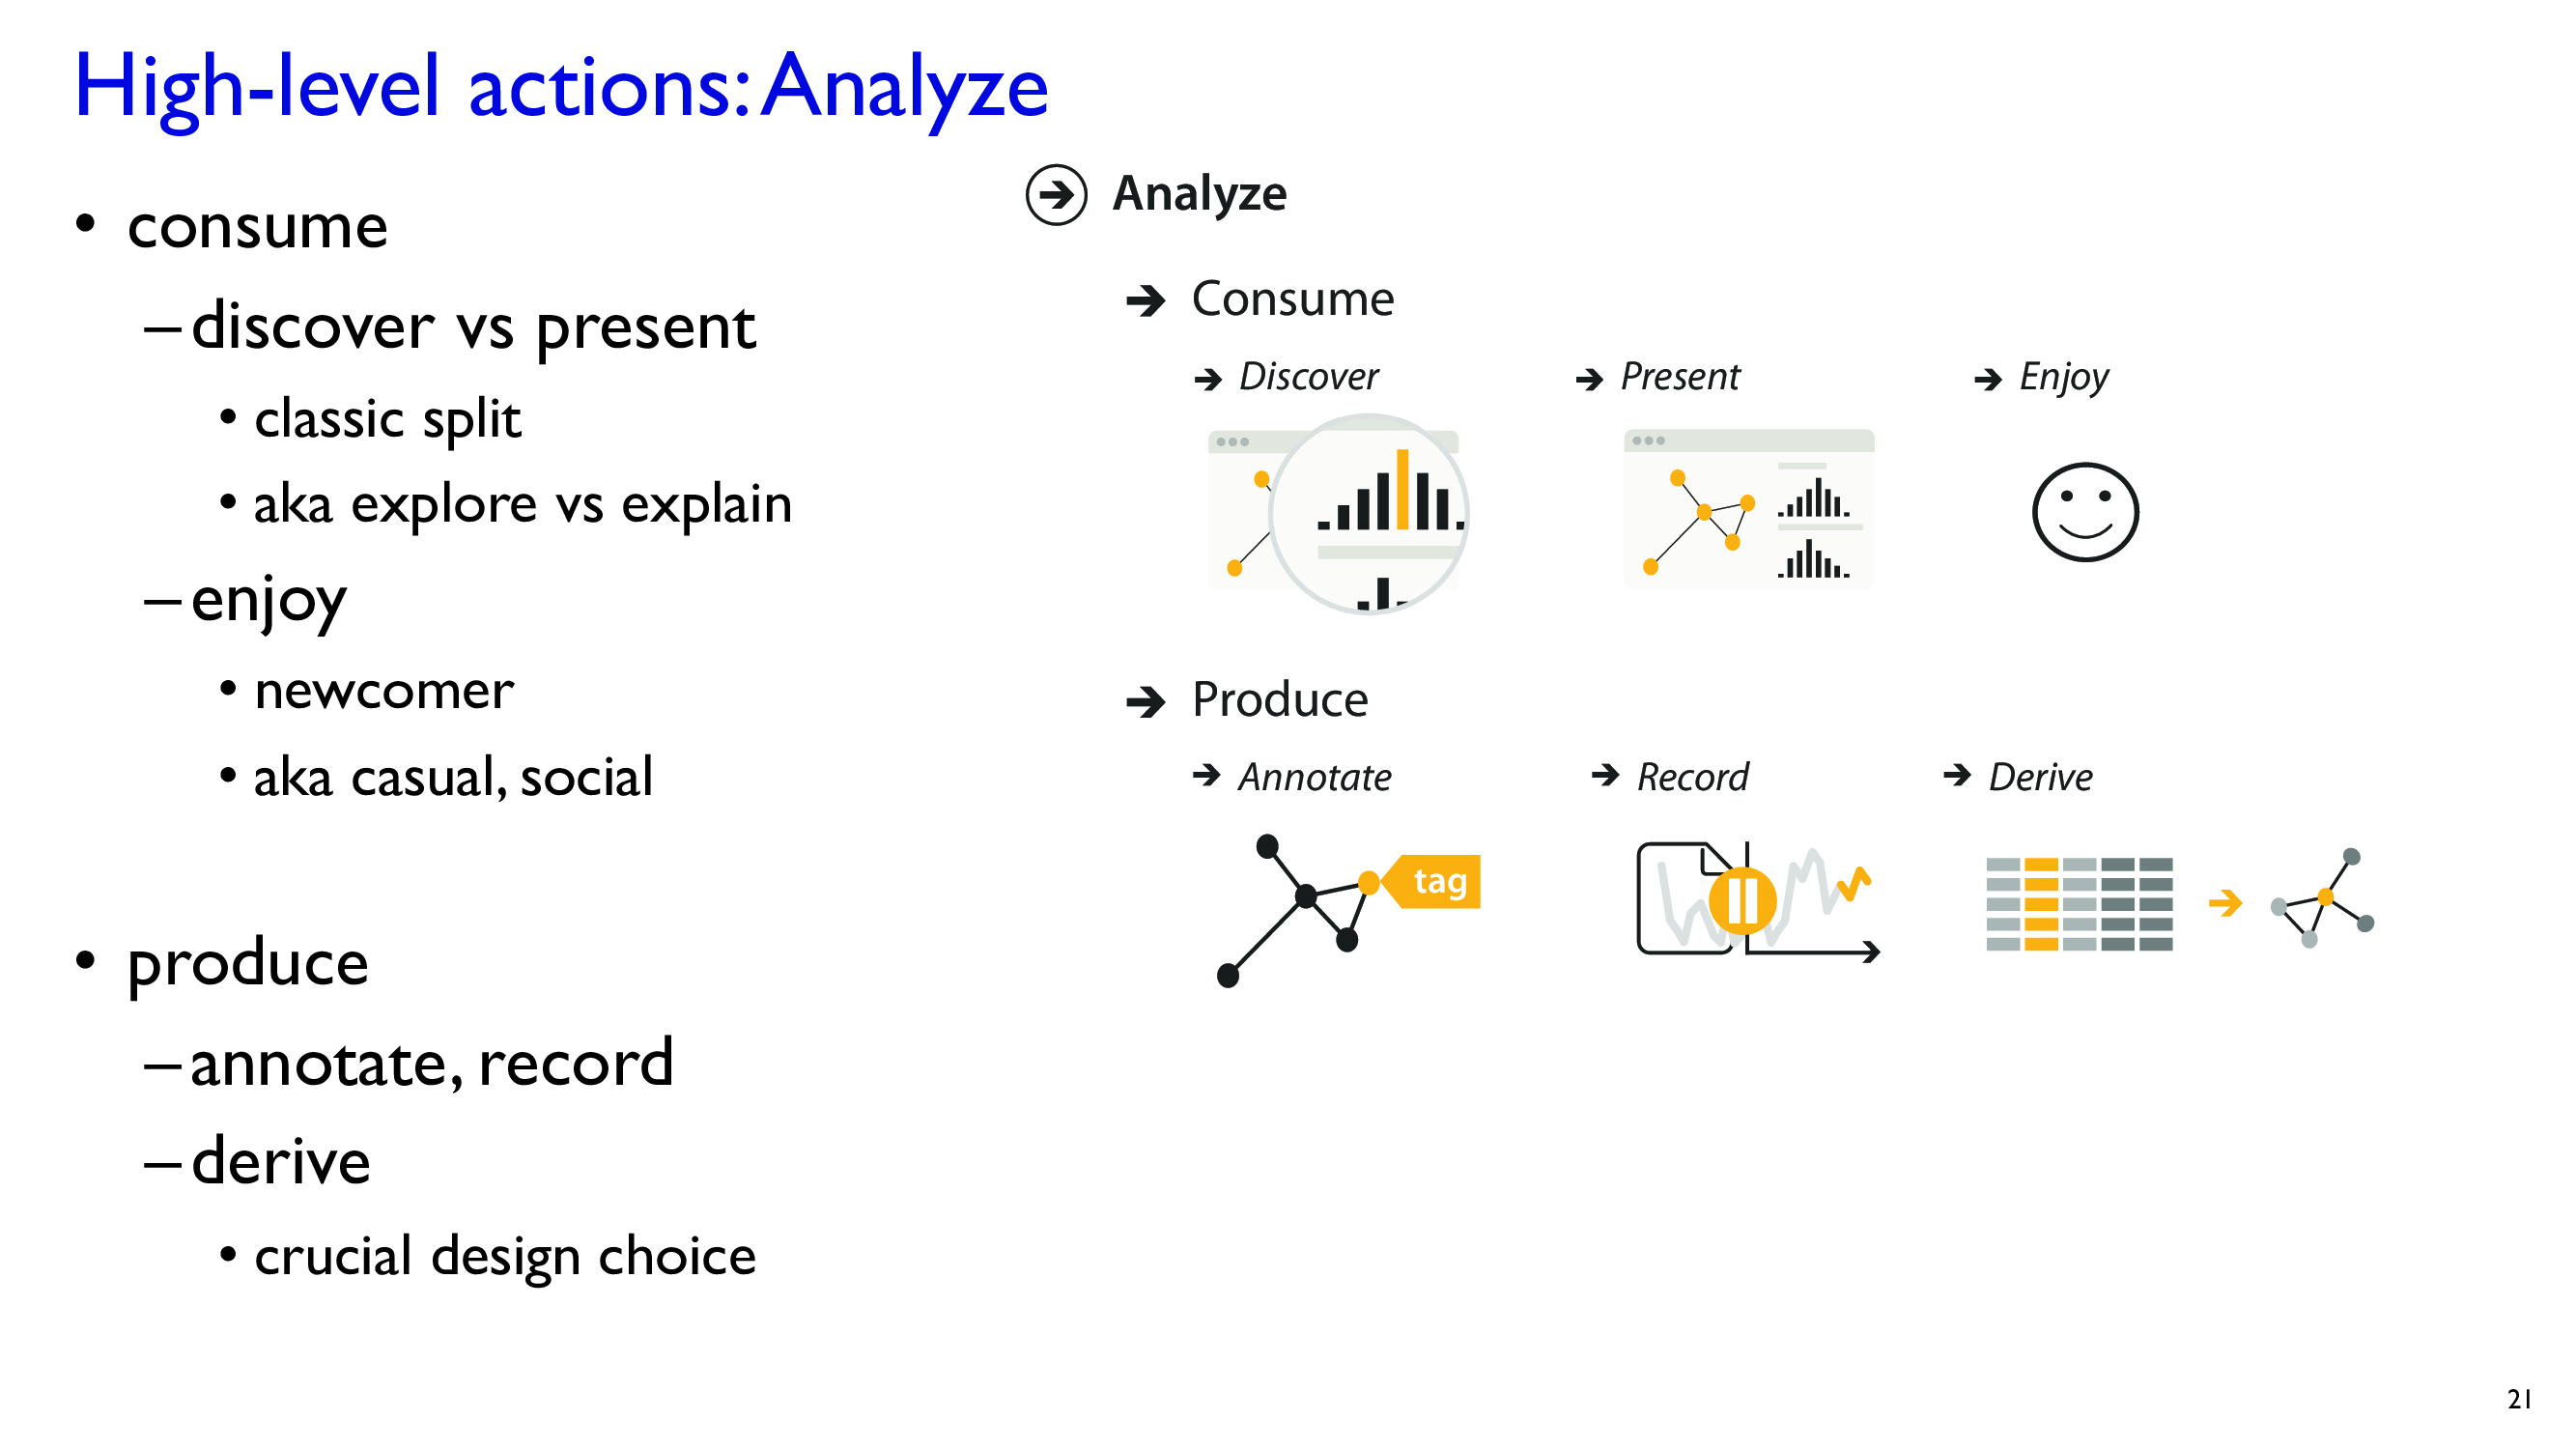 High-level actions: Analyze
• consume
– discover vs present
• classic split
• aka explore vs explain
– enjoy
• newcomer
• aka casual, social
• produce
– annotate, record
– derive
• crucial design choice
Analyze
Consume
Discover
Present
Enjoy
Produce
Annotate
Record
Derive
tag
21